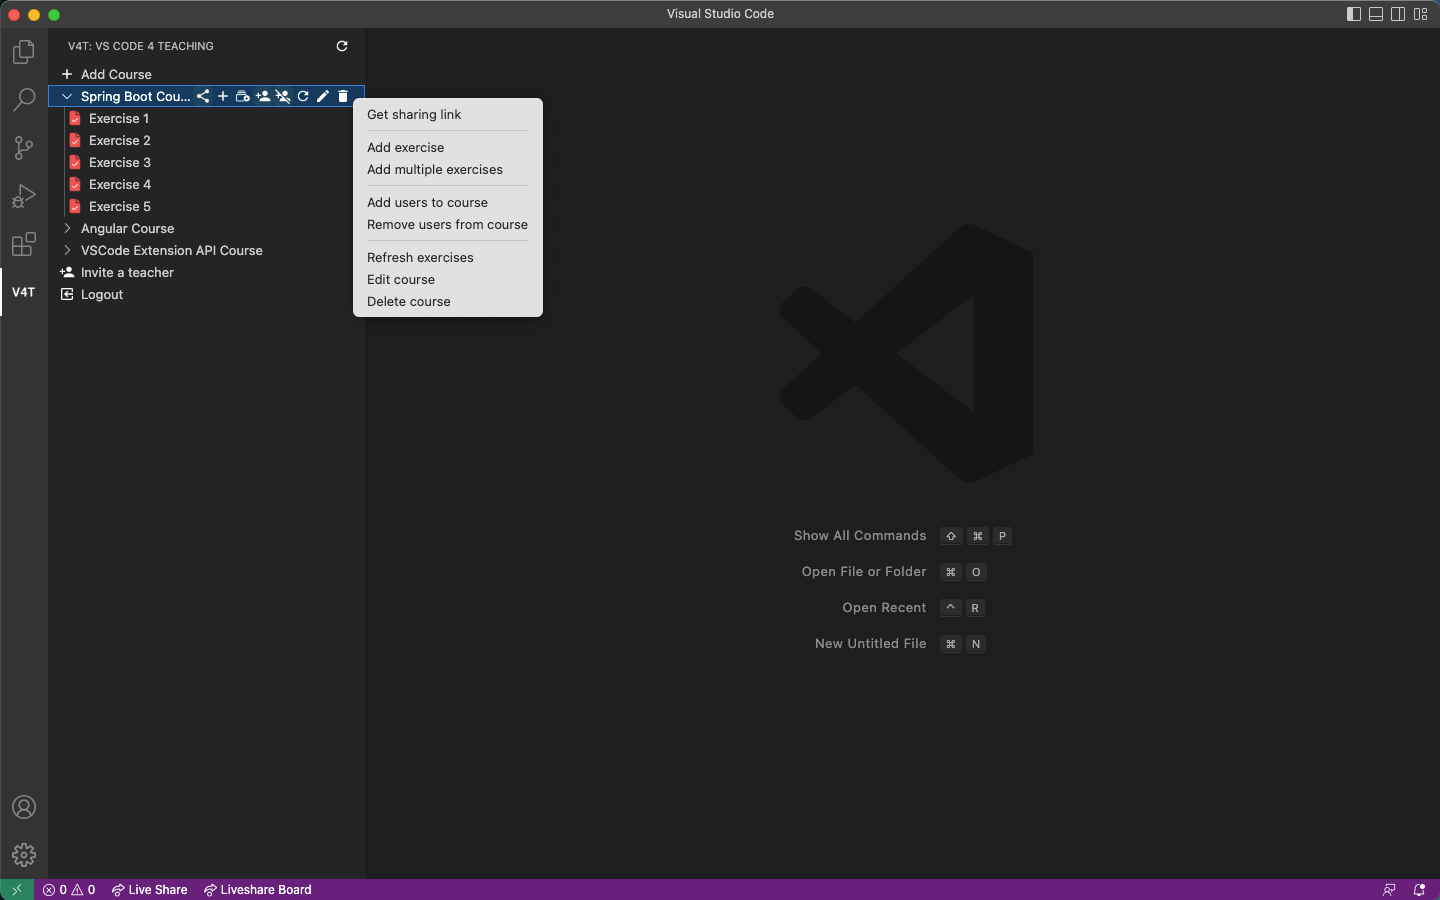 Visual Studio Code
V4T: VS CODE 4 TEACHING
Add Course
Spring Boot Cou...
Exercise 1
Exercise 2
Exercise 3
Exercise 4
Exercise 5
Angular Course
VSCode Extension API Course
Invite a teacher
Logout
V4T
Get sharing link
Add exercise
Add multiple exercises
Add users to course
Remove users from course
Refresh exercises
Edit course
Delete course
Show All Commands ⇧ ⌘ P
Open File or Folder ⌘ O
Open Recent ^ R
New Untitled File ⌘ N
0 0 Live Share Liveshare Board